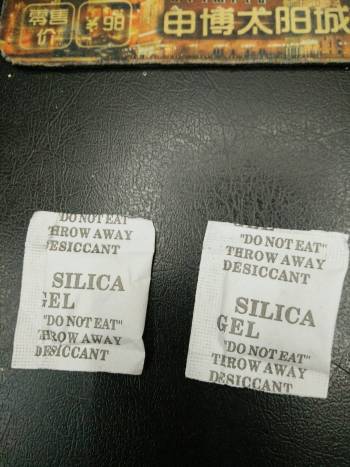 零售价
¥98
申博太阳城
"DO NOT EAT"
THROW AWAY
DESICCANT
SILICA
GEL
"DO NOT EAT"
THROW AWAY
DESICCANT
GEL
"DO NOT EAT"
THROW AWAY
DESICCANT
SILICA
GEL
"DO NOT EAT"
THROW AWAY
DESICCANT